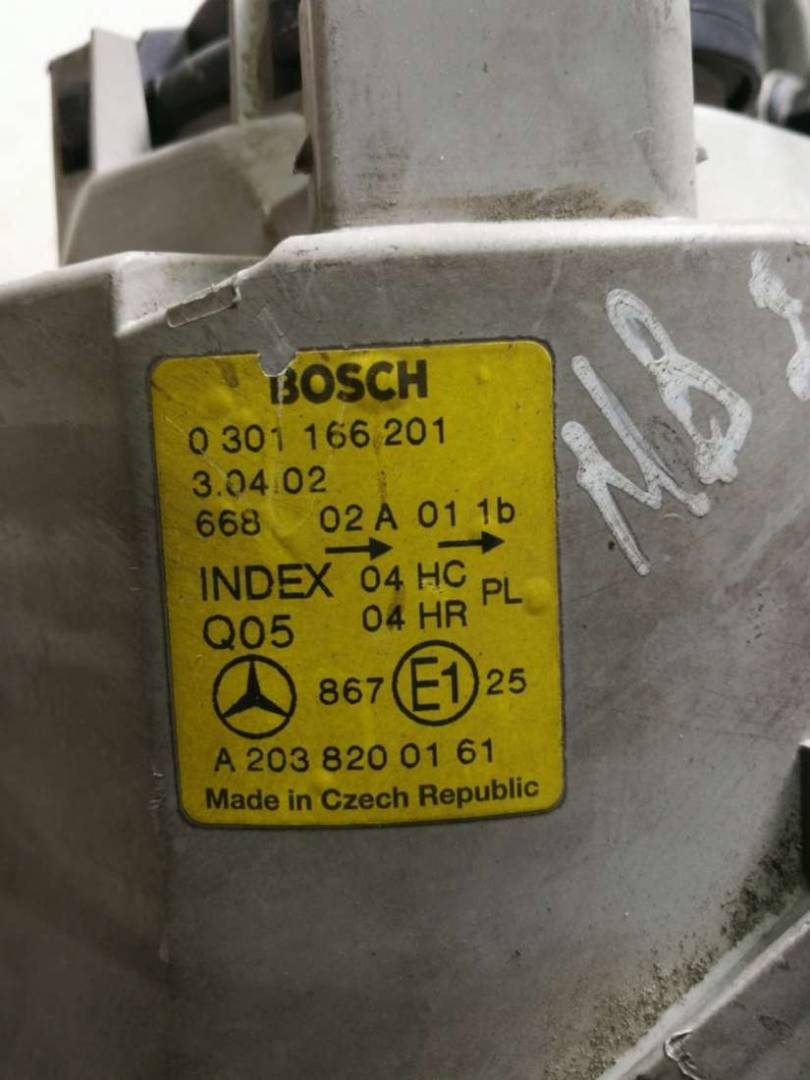 BOSCH
0 301 166 201
3.04.02
668 02 A 01 1b
INDEX 04 HC PL
Q05 04 HR
867 E1 25
A 203 820 01 61
Made in Czech Republic
MB